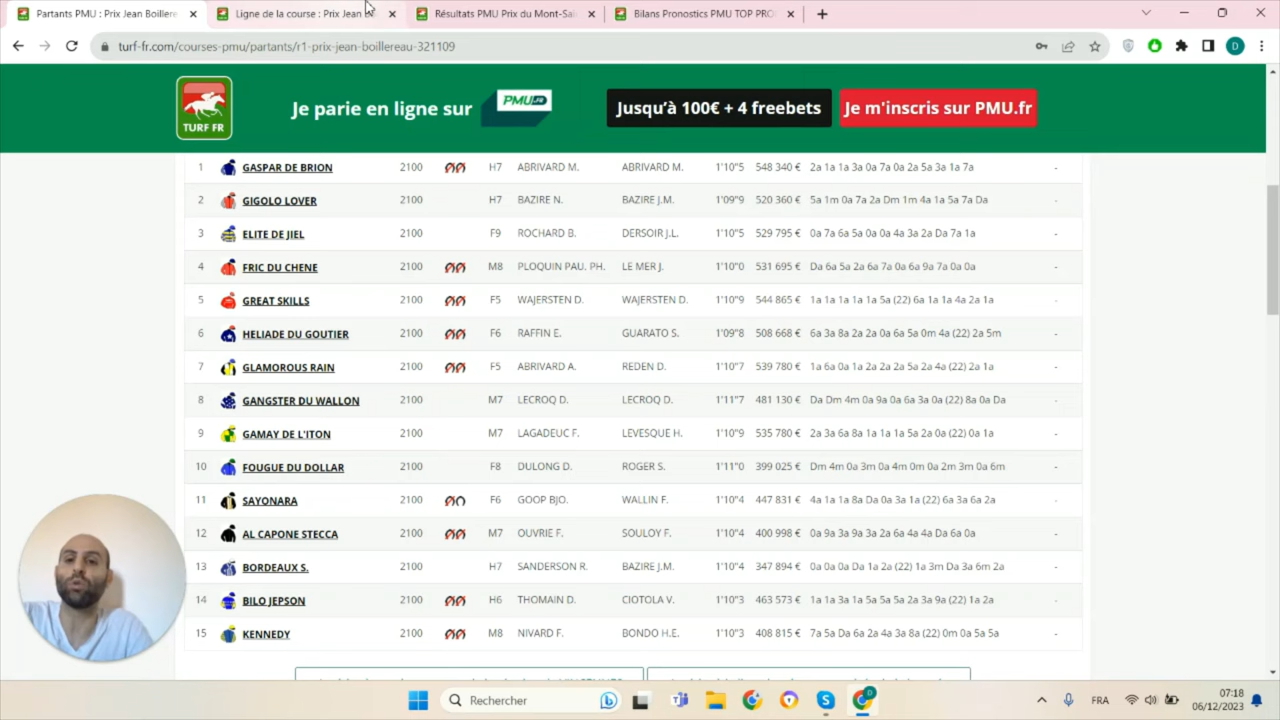 Partants PMU : Prix Jean Boillere
Ligne de la course : Prix Jean
Résultats PMU Prix du Mont-Sai
Bilans Pronostics PMU TOP PRO
turf-fr.com/courses-pmu/partants/r1-prix-jean-boillereau-321109
D
TURF FR
Je parie en ligne sur
PMU.fr
Jusqu'à 100€ + 4 freebets
Je m'inscris sur PMU.fr
1 GASPAR DE BRION 2100 H7 ABRIVARD M. ABRIVARD M. 1'10"5 548 340 € 2a 1a 1a 3a 0a 7a 0a 2a 5a 3a 1a 7a -
2 GIGOLO LOVER 2100 H7 BAZIRE N. BAZIRE J.M. 1'09"9 520 360 € 5a 1m 0a 7a 2a Dm 1m 4a 1a 5a 7a Da -
3 ELITE DE JIEL 2100 F9 ROCHARD B. DERSOIR J.L. 1'10"5 529 795 € 0a 7a 6a 5a 0a 0a 4a 3a 2a Da 7a 1a -
4 FRIC DU CHENE 2100 M8 PLOQUIN PAU. PH. LE MER J. 1'10"0 531 695 € Da 6a 5a 2a 6a 7a 0a 6a 9a 7a 0a 0a -
5 GREAT SKILLS 2100 F5 WAJERSTEN D. WAJERSTEN D. 1'10"9 544 865 € 1a 1a 1a 1a 1a 5a (22) 6a 1a 1a 4a 2a 1a -
6 HELIADE DU GOUTIER 2100 F6 RAFFIN E. GUARATO S. 1'09"8 508 668 € 6a 3a 8a 2a 2a 0a 6a 5a 0m 4a (22) 2a 5m -
7 GLAMOROUS RAIN 2100 F5 ABRIVARD A. REDEN D. 1'10"7 539 780 € 1a 6a 0a 1a 2a 2a 2a 5a 2a 4a (22) 2a 1a -
8 GANGSTER DU WALLON 2100 M7 LECROQ D. LECROQ D. 1'11"7 481 130 € Da Dm 4m 0a 9a 0a 6a 3a 0a (22) 8a 0a Da -
9 GAMAY DE L'ITON 2100 M7 LAGADEUC F. LEVESQUE H. 1'10"9 535 780 € 2a 3a 6a 8a 1a 1a 1a 5a 2a 0a (22) 0a 1a -
10 FOUGUE DU DOLLAR 2100 F8 DULONG D. ROGER S. 1'11"0 399 025 € Dm 4m 0a 3m 0a 4m 0m 0a 2m 3m 0a 6m -
11 SAYONARA 2100 F6 GOOP BJO. WALLIN F. 1'10"4 447 831 € 4a 1a 1a 8a Da 0a 3a 1a (22) 6a 3a 6a 2a -
12 AL CAPONE STECCA 2100 M7 OUVRIE F. SOULOY F. 1'10"4 400 998 € 0a 9a 3a 9a 3a 2a 6a 4a 4a Da 6a 0a -
13 BORDEAUX S. 2100 H7 SANDERSON R. BAZIRE J.M. 1'10"4 347 894 € 0a 0a 0a Da 1a 2a (22) 1a 3m Da 3a 6m 2a -
14 BILO JEPSON 2100 H6 THOMAIN D. CIOTOLA V. 1'10"3 463 573 € 1a 1a 3a 1a 5a 5a 5a 2a 3a 9a (22) 1a 2a -
15 KENNEDY 2100 M8 NIVARD F. BONDO H.E. 1'10"3 408 815 € 7a 5a Da 6a 2a 4a 3a 8a (22) 0m 0a 5a 5a -
Rechercher
FRA
07:18
06/12/2023